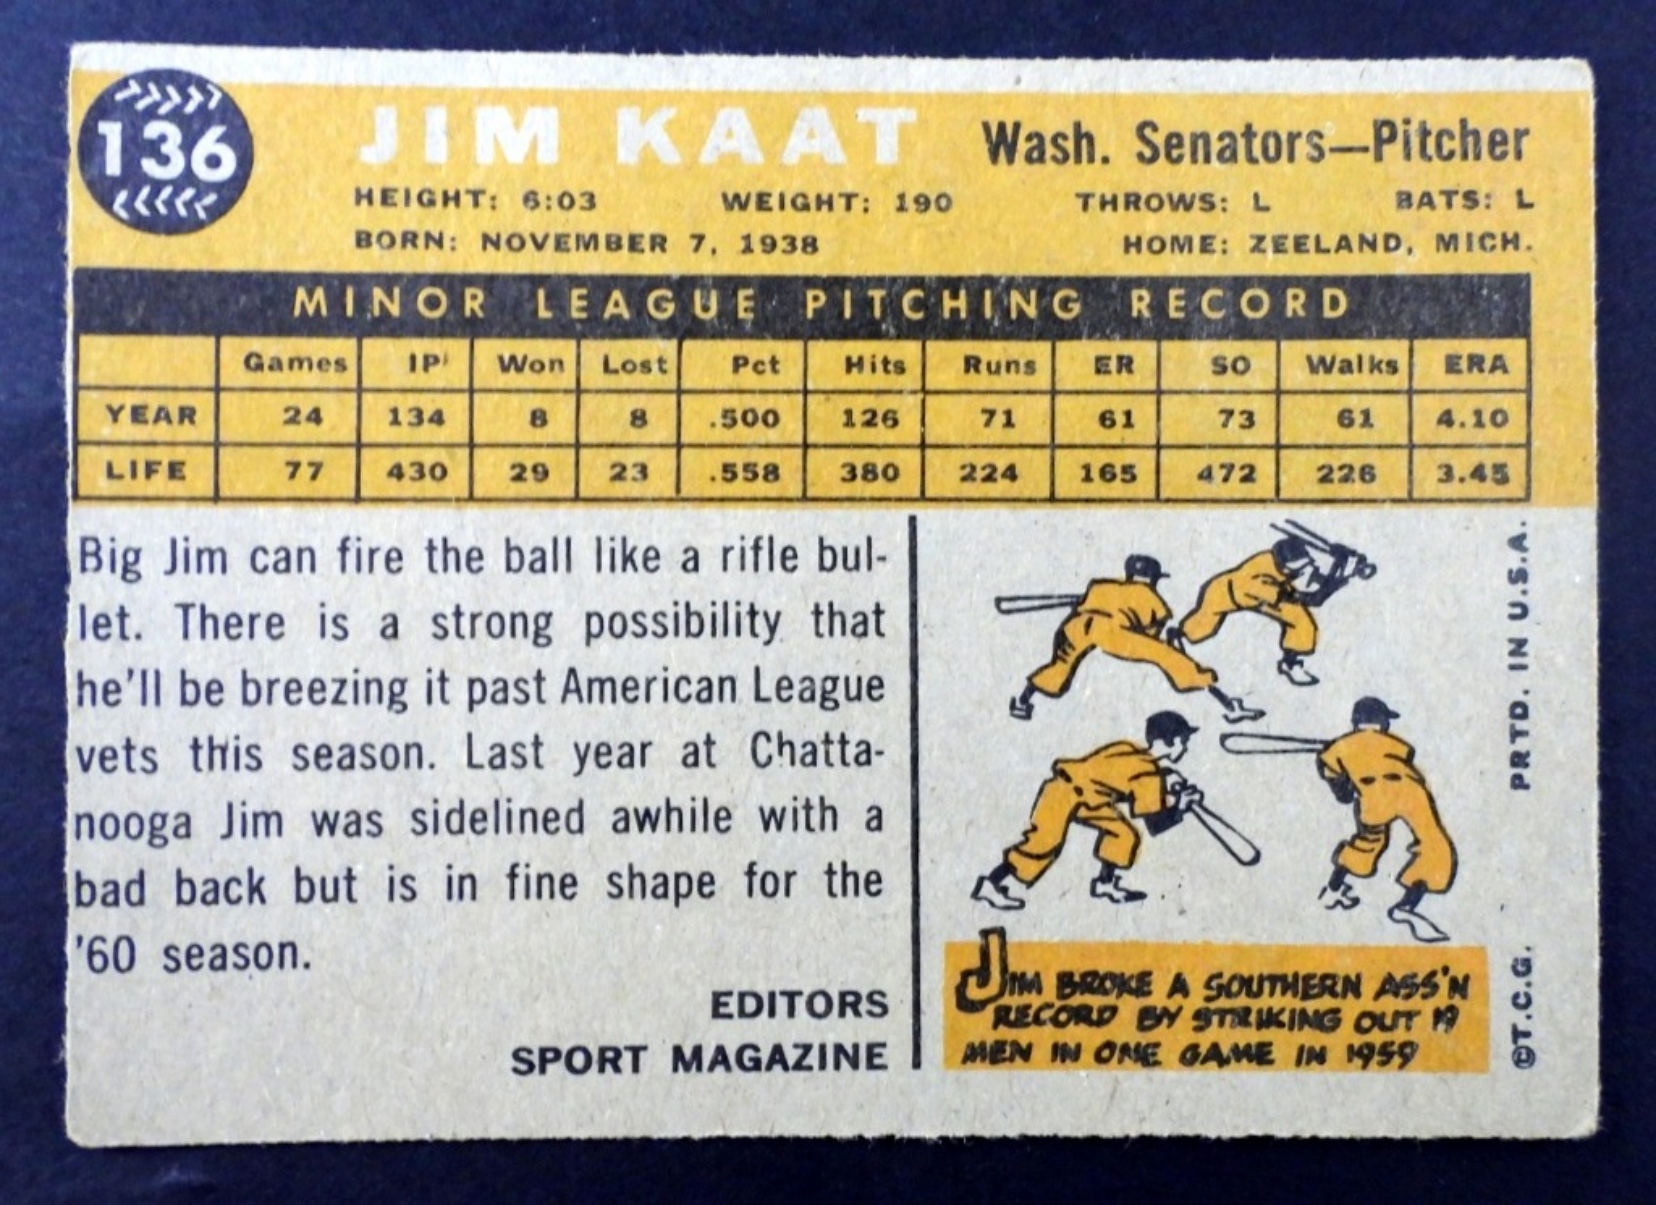 136
JIM KAAT
Wash. Senators—Pitcher
HEIGHT: 6:03 WEIGHT: 190 THROWS: L BATS: L
BORN: NOVEMBER 7, 1938 HOME: ZEELAND, MICH.
MINOR LEAGUE PITCHING RECORD
Games IP Won Lost Pct Hits Runs ER SO Walks ERA
YEAR 24 134 8 8 .500 126 71 61 73 61 4.10
LIFE 77 430 29 23 .558 380 224 165 472 226 3.45
Big Jim can fire the ball like a rifle bul-
let. There is a strong possibility that
he'll be breezing it past American League
vets this season. Last year at Chatta-
nooga Jim was sidelined awhile with a
bad back but is in fine shape for the
'60 season.
EDITORS
SPORT MAGAZINE
JIM BROKE A SOUTHERN ASS'N
RECORD BY STRIKING OUT 19
MEN IN ONE GAME IN 1959
©T.C.G. PRTD. IN U.S.A.